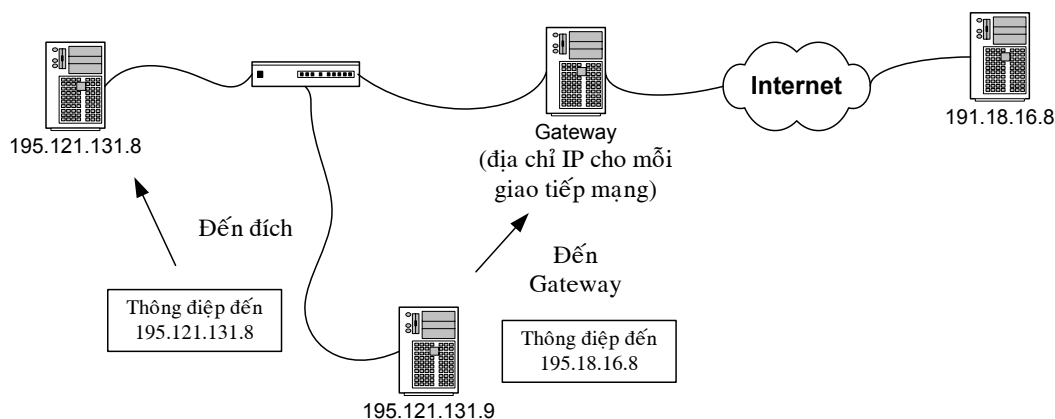 Internet
195.121.131.8
Gateway
(địa chỉ IP cho mỗi
giao tiếp mạng)
191.18.16.8
Đến đích
Đến
Gateway
Thông điệp đến
195.121.131.8
Thông điệp đến
195.18.16.8
195.121.131.9